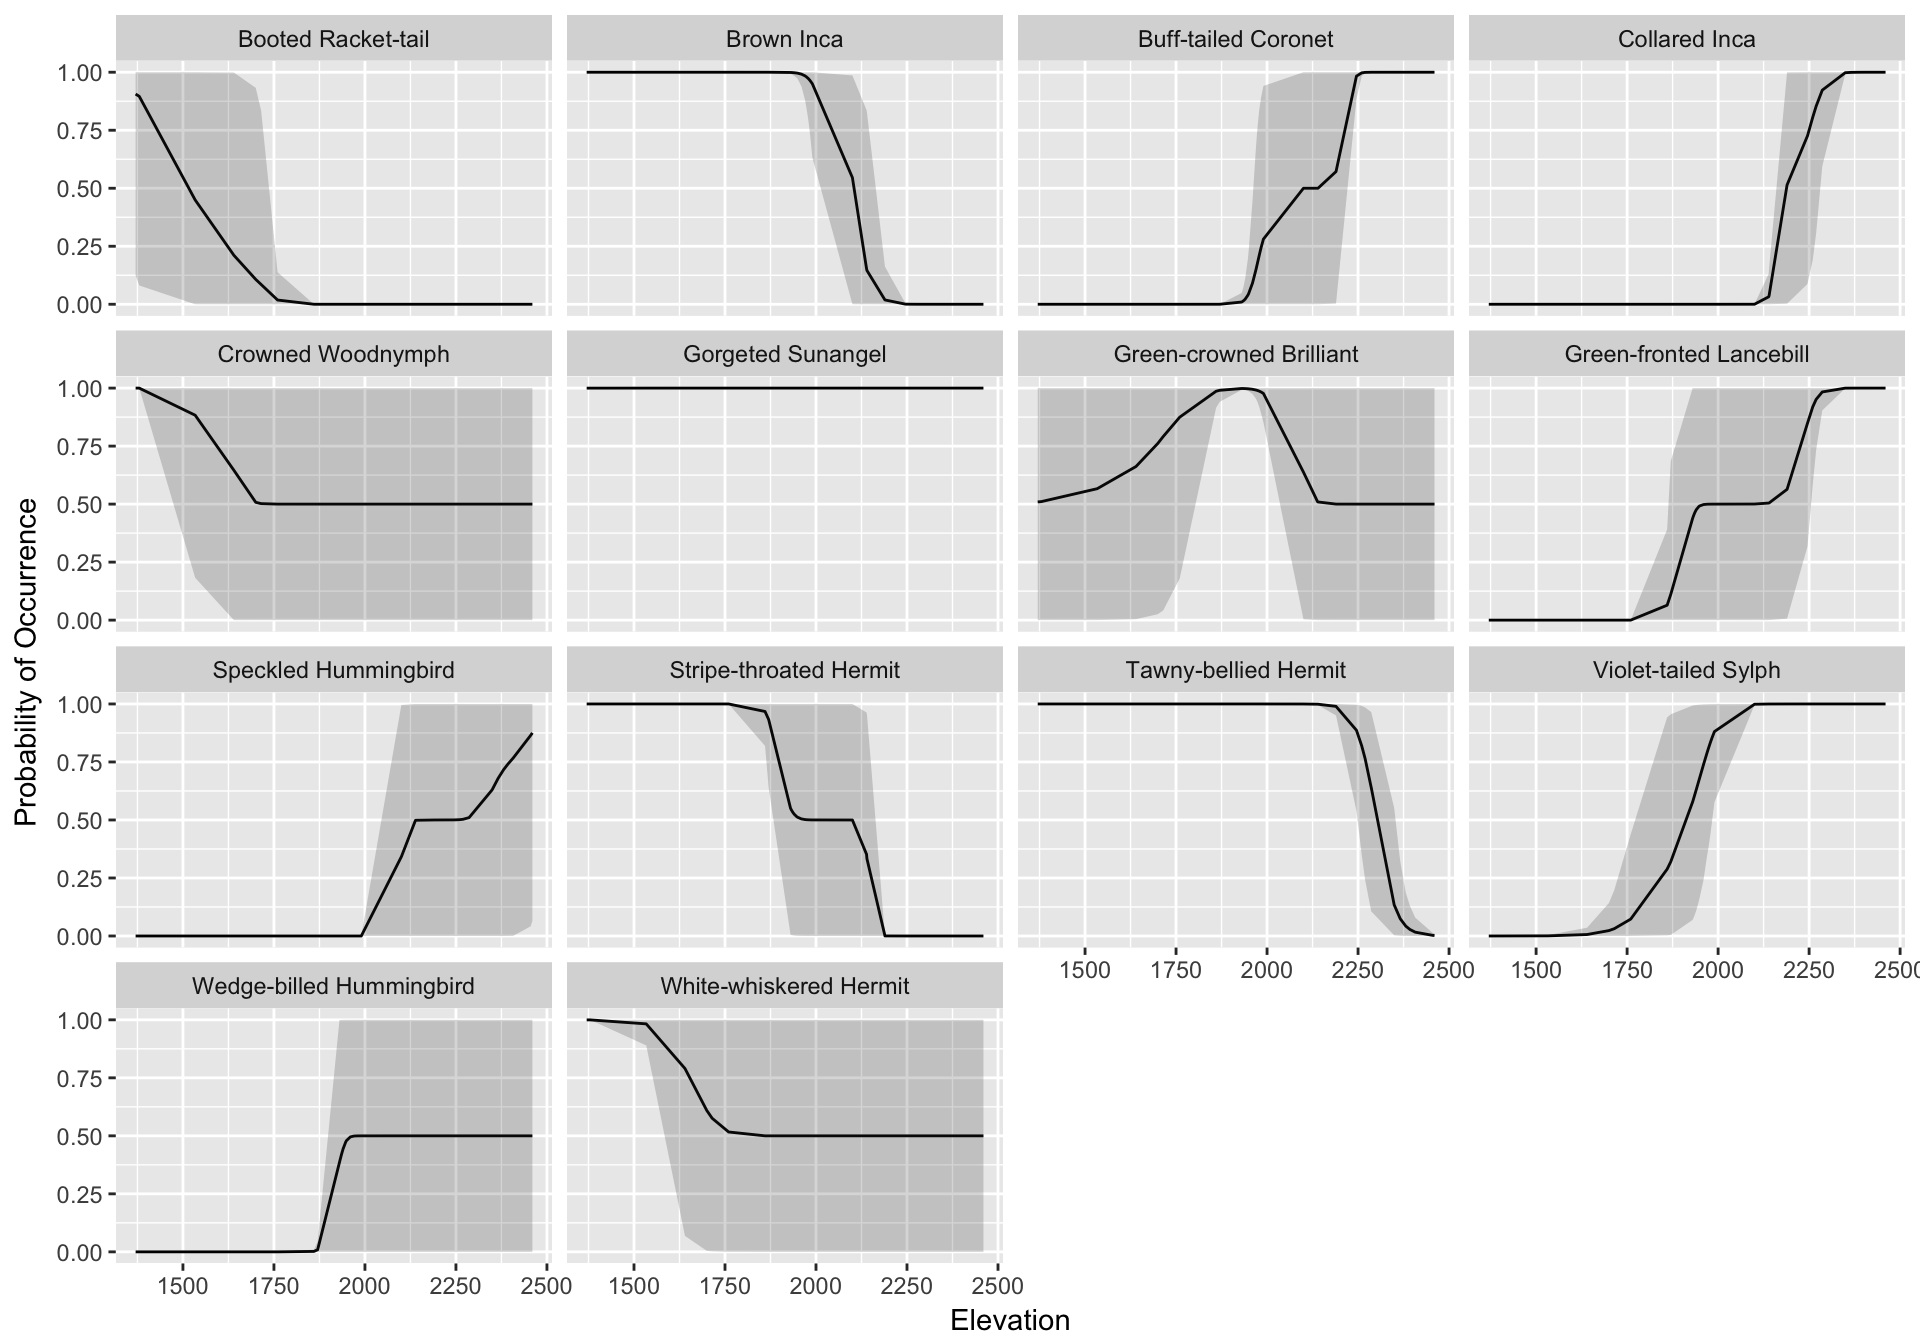 Booted Racket-tail
Brown Inca
Buff-tailed Coronet
Collared Inca
1.00
0.75
0.50
0.25
0.00
Crowned Woodnymph
Gorgeted Sunangel
Green-crowned Brilliant
Green-fronted Lancebill
1.00
0.75
0.50
0.25
0.00
Probability of Occurrence
Speckled Hummingbird
Stripe-throated Hermit
Tawny-bellied Hermit
Violet-tailed Sylph
1.00
0.75
0.50
0.25
0.00
1500 1750 2000 2250 2500
1500 1750 2000 2250 2500
Wedge-billed Hummingbird
White-whiskered Hermit
1.00
0.75
0.50
0.25
0.00
1500 1750 2000 2250 2500
1500 1750 2000 2250 2500
Elevation